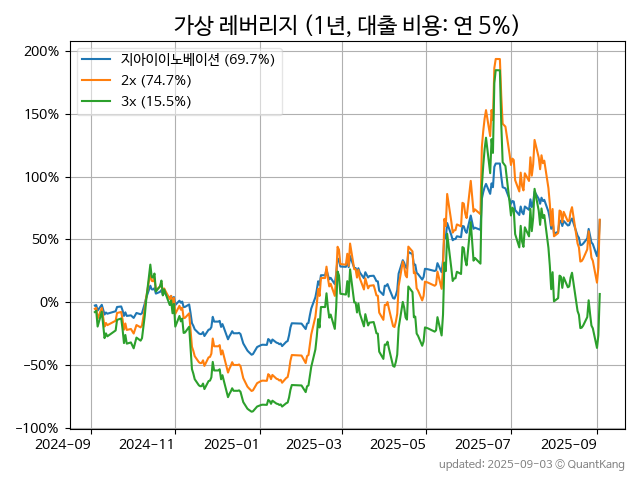 가상 레버리지 (1년, 대출 비용: 연 5%)
200%
150%
100%
50%
0%
−50%
−100%
지아이이노베이션 (69.7%)
2x (74.7%)
3x (15.5%)
2024-09
2024-11
2025-01
2025-03
2025-05
2025-07
2025-09
updated: 2025-09-03 © QuantKang